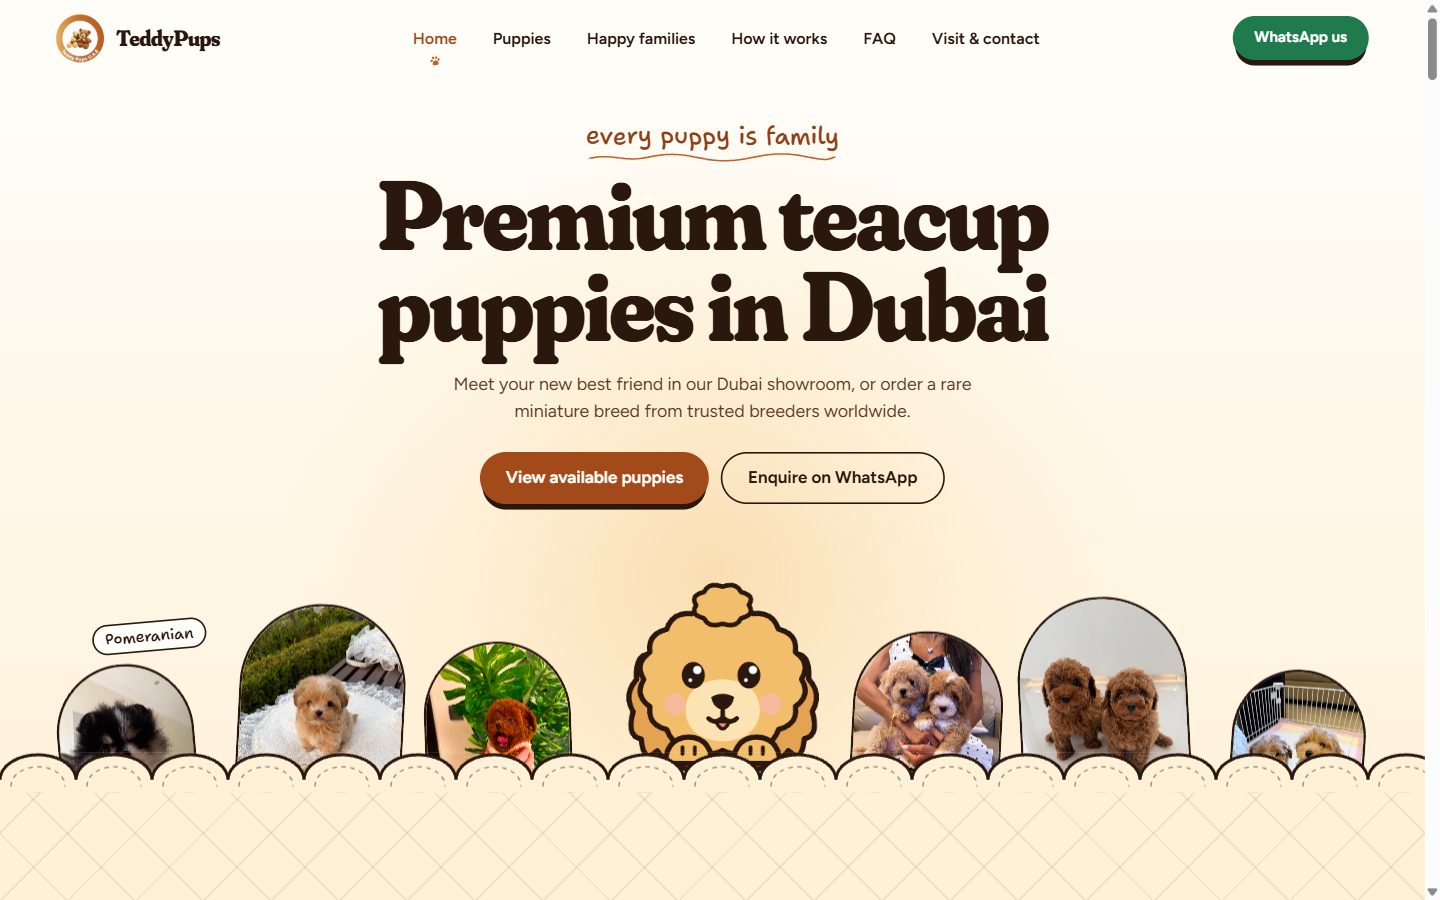 TeddyPups
Home
Puppies
Happy families
How it works
FAQ
Visit & contact
WhatsApp us
every puppy is family
Premium teacup
puppies in Dubai
Meet your new best friend in our Dubai showroom, or order a rare
miniature breed from trusted breeders worldwide.
View available puppies
Enquire on WhatsApp
Pomeranian